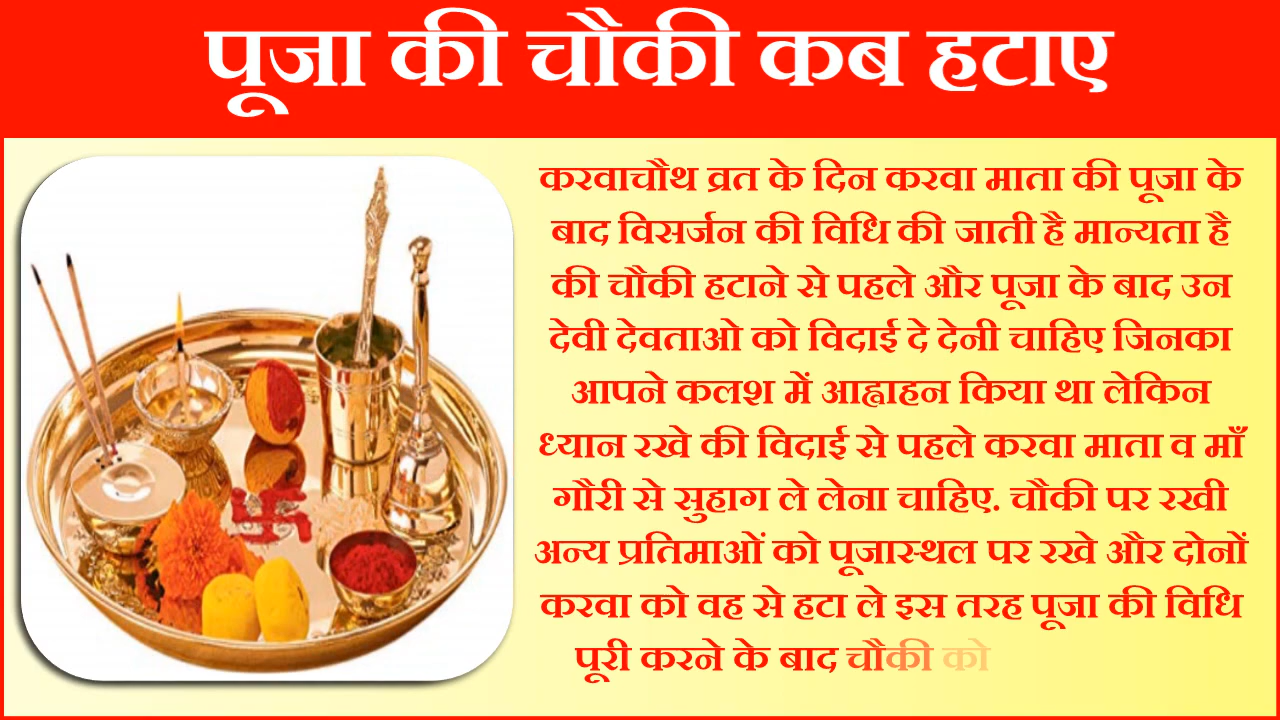 पूजा की चौकी कब हटाए
करवाचौथ व्रत के दिन करवा माता की पूजा के
बाद विसर्जन की विधि की जाती है मान्यता है
की चौकी हटाने से पहले और पूजा के बाद उन
देवी देवताओ को विदाई दे देनी चाहिए जिनका
आपने कलश में आह्वाहन किया था लेकिन
ध्यान रखे की विदाई से पहले करवा माता व माँ
गौरी से सुहाग ले लेना चाहिए. चौकी पर रखी
अन्य प्रतिमाओं को पूजास्थल पर रखे और दोनों
करवा को वह से हटा ले इस तरह पूजा की विधि
पूरी करने के बाद चौकी को